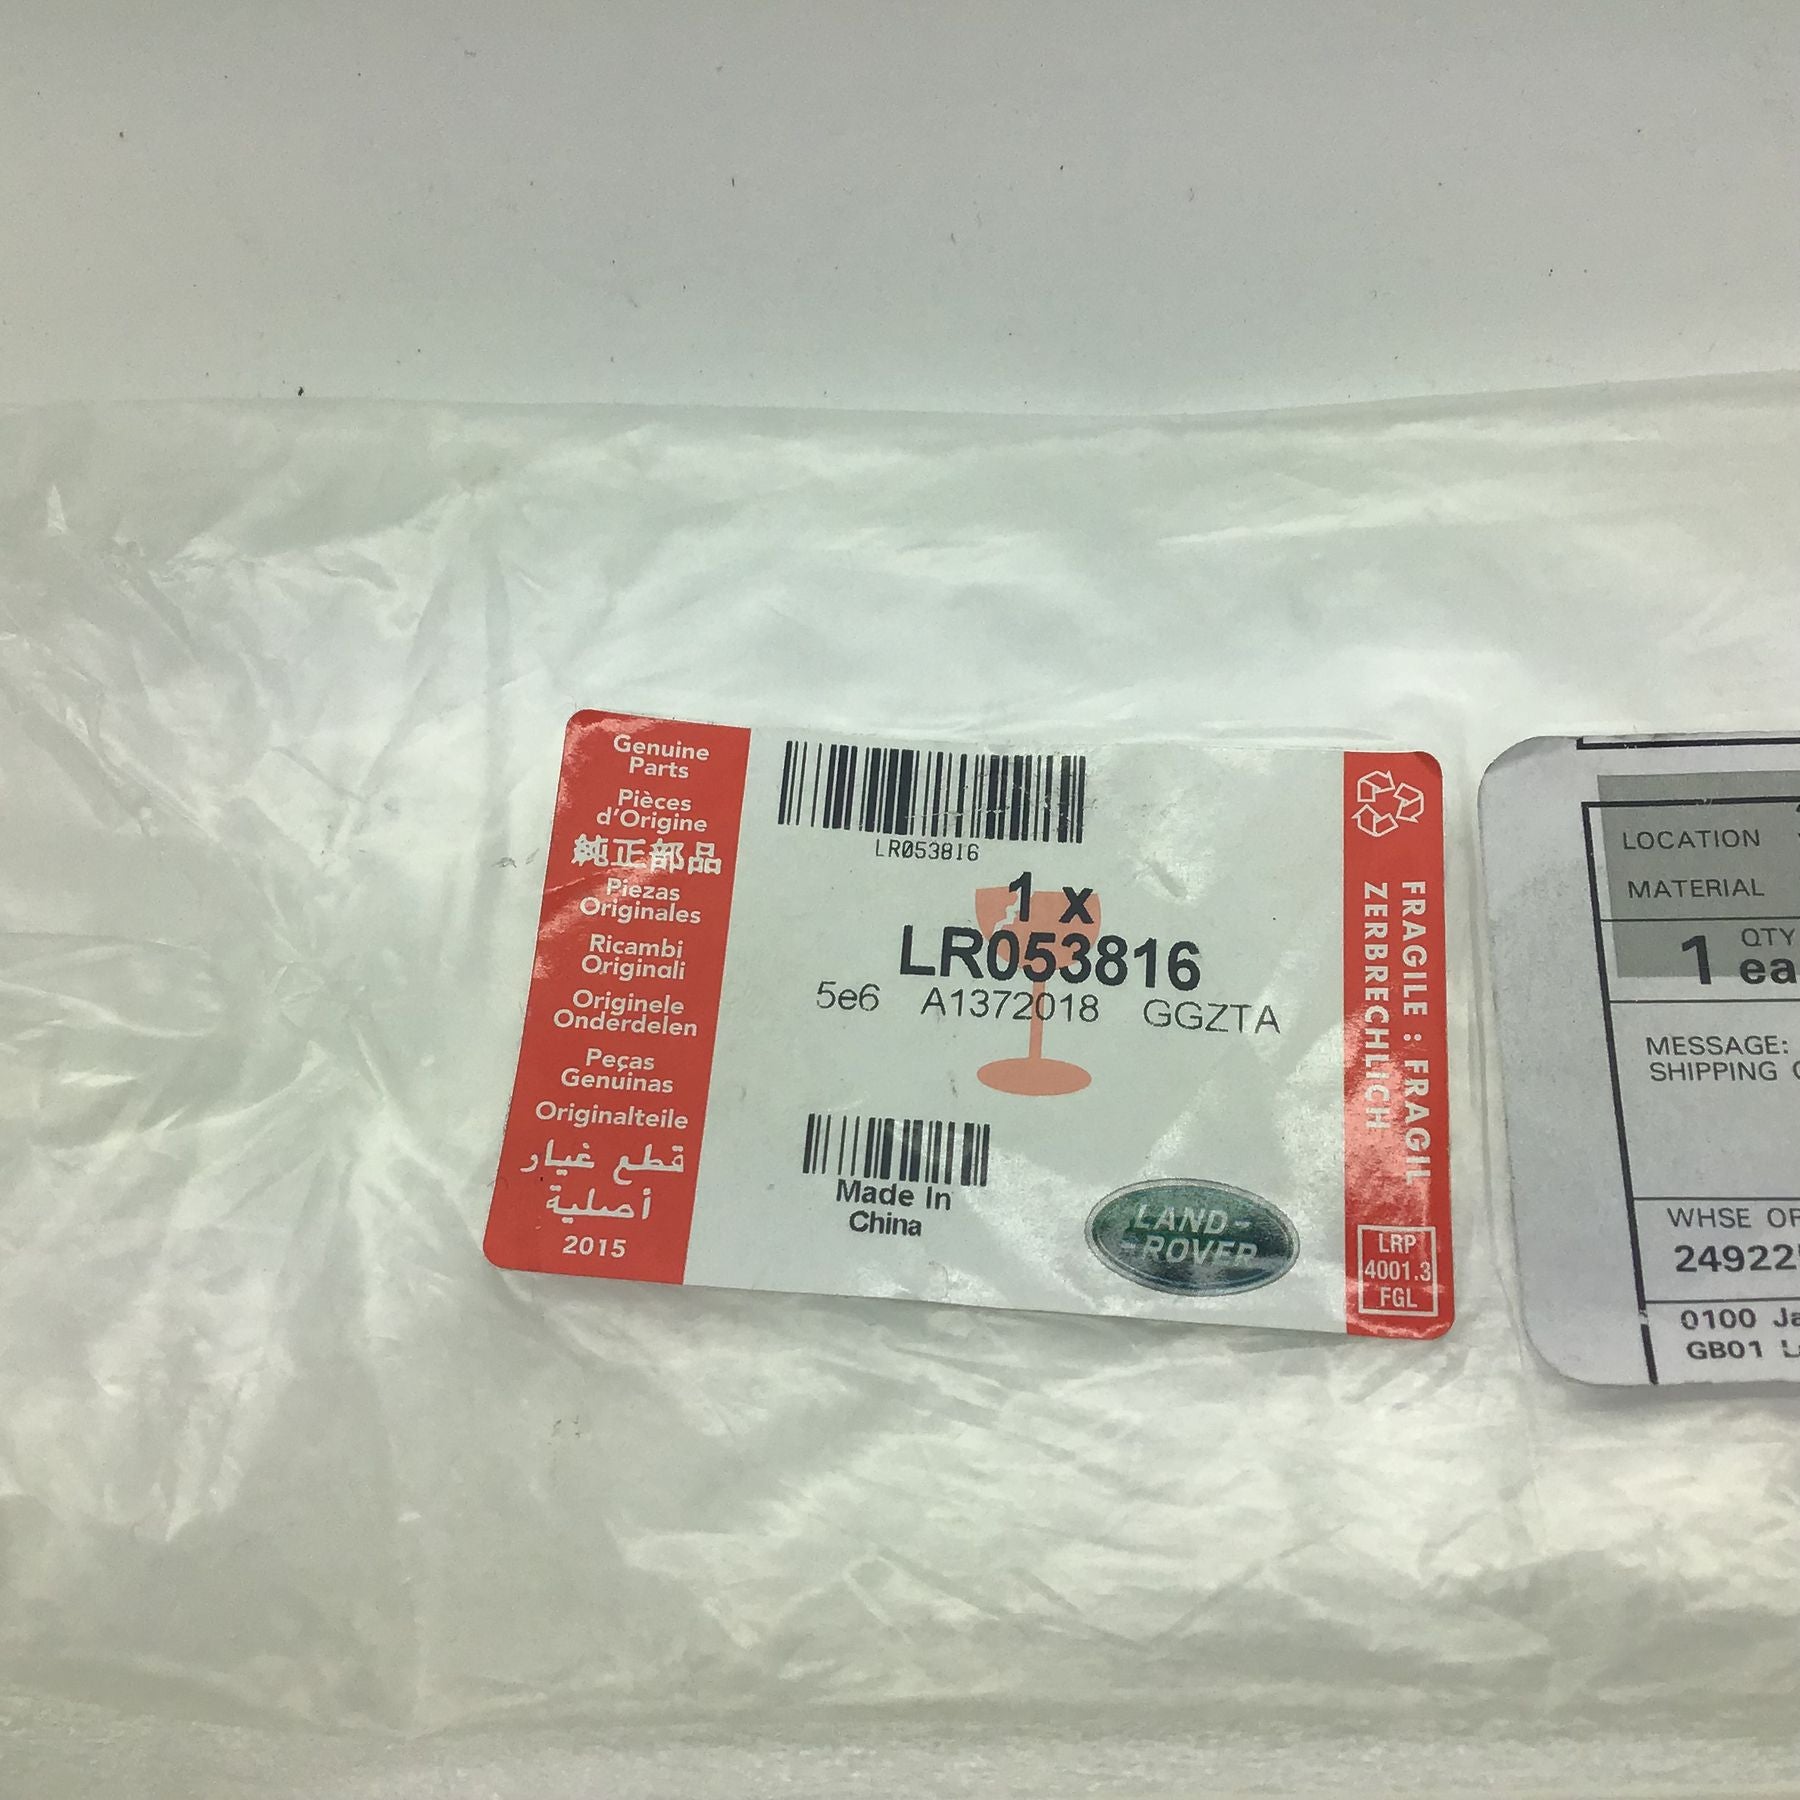 Genuine
Parts
Pièces
d'Origine
純正部品
Piezas
Originales
Ricambi
Originali
Originele
Onderdelen
Peças
Genuinas
Originalteile
قطع غيار
أصلية
2015
LR053816
1 x
LR053816
5e6 A1372018 GGZTA
Made In
China
LAND-
-ROVER
FRAGILE : FRAGIL
ZERBRECHLICH
LRP
4001.3
FGL
LOCATION
MATERIAL
QTY
1 ea
MESSAGE:
SHIPPING
WHSE
24922
0100
GB01